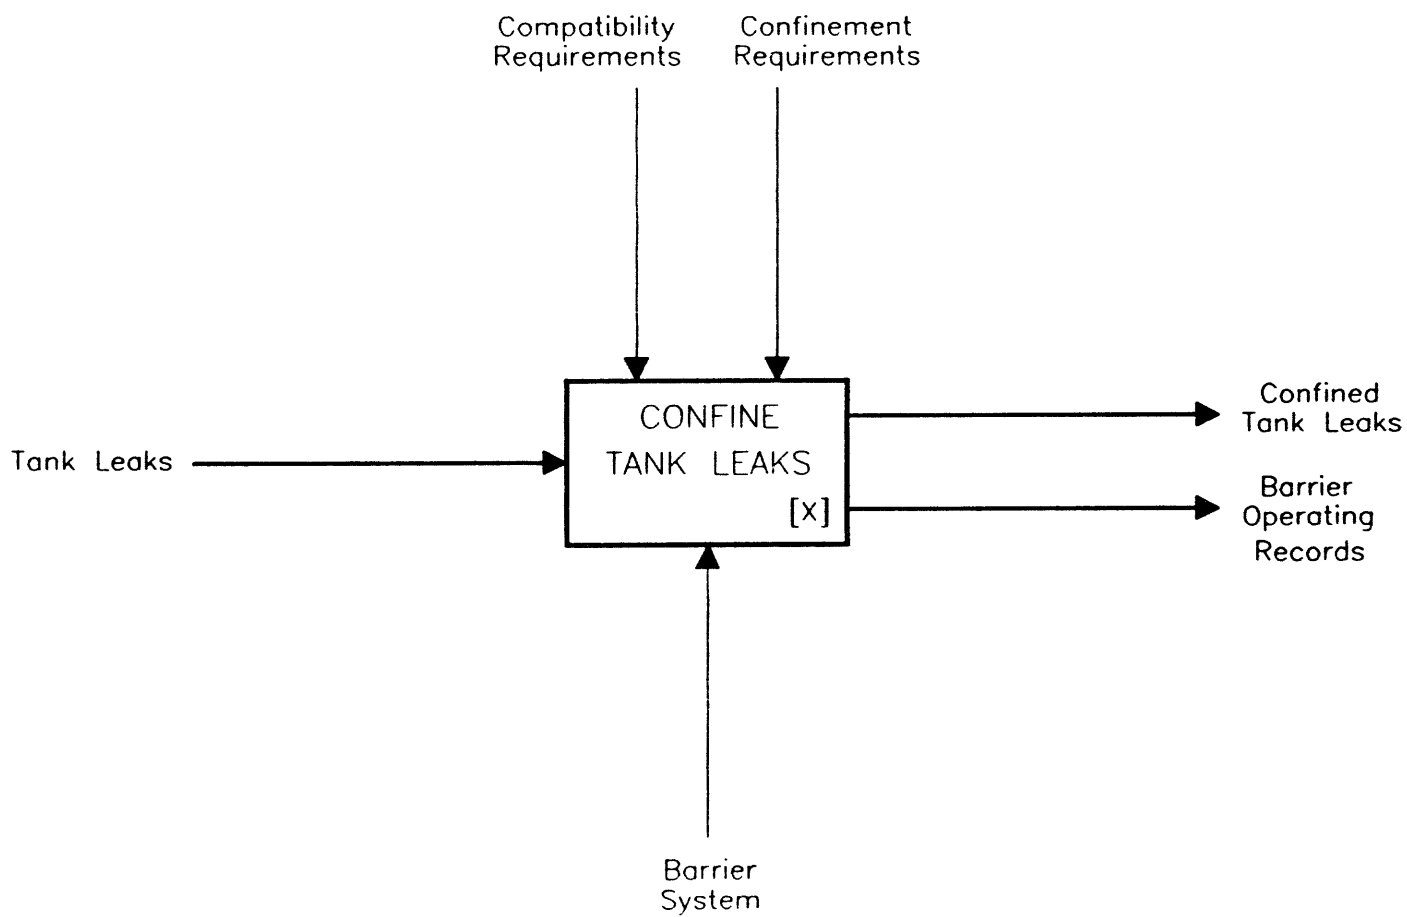 Compatibility
Requirements
Confinement
Requirements
CONFINE
TANK LEAKS
[X]
Tank Leaks
Confined
Tank Leaks
Barrier
Operating
Records
Barrier
System